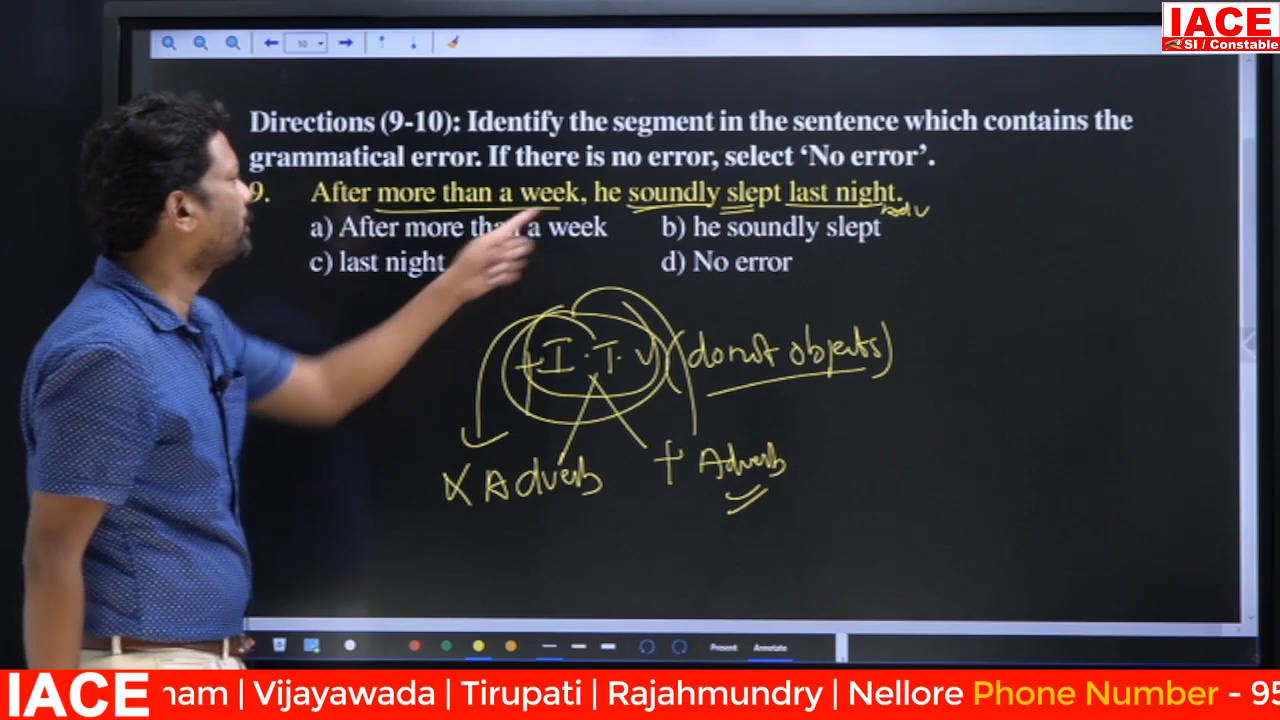 IACE
SI / Constable
10
Directions (9-10): Identify the segment in the sentence which contains the
grammatical error. If there is no error, select ‘No error’.
9. After more than a week, he soundly slept last night.
adv
a) After more than a week b) he soundly slept
c) last night d) No error
+I.T.V (donot objects)
X Adverb + Adverb
Present Annotate
IACE nam | Vijayawada | Tirupati | Rajahmundry | Nellore Phone Number - 95